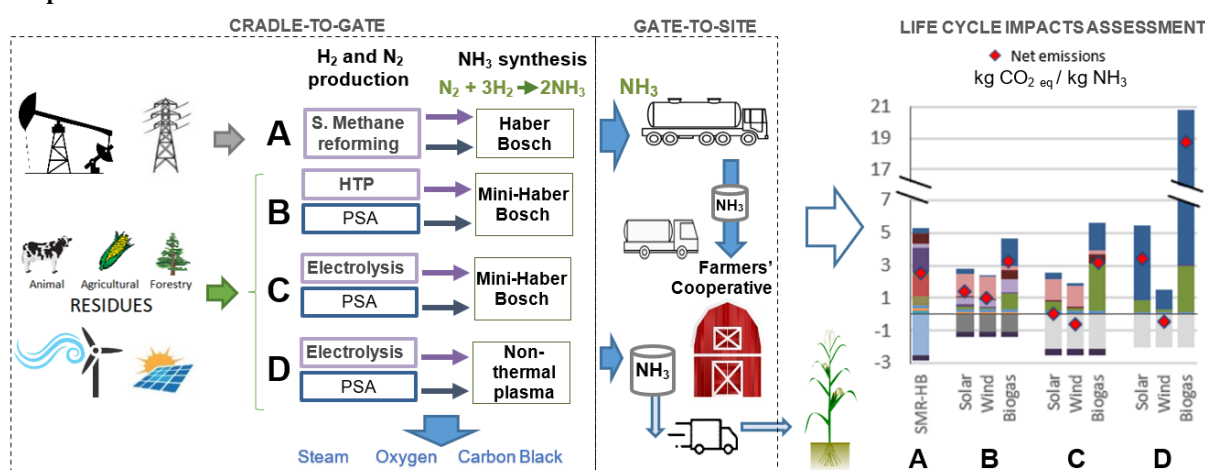 CRADLE-TO-GATE
GATE-TO-SITE
LIFE CYCLE IMPACTS ASSESSMENT
H2 and N2
production
NH3 synthesis
N2 + 3H2 → 2NH3
A
S. Methane
reforming
Haber
Bosch
B
HTP
PSA
Mini-Haber
Bosch
C
Electrolysis
PSA
Mini-Haber
Bosch
D
Electrolysis
PSA
Non-
thermal
plasma
Animal
Agricultural
Forestry
RESIDUES
Steam
Oxygen
Carbon Black
NH3
NH3
Farmers'
Cooperative
NH3
Net emissions
kg CO2 eq / kg NH3
21
19
17
7
5
3
1
-1
-3
SMR-HB
Solar
Wind
Biogas
Solar
Wind
Biogas
Solar
Wind
Biogas
A
B
C
D